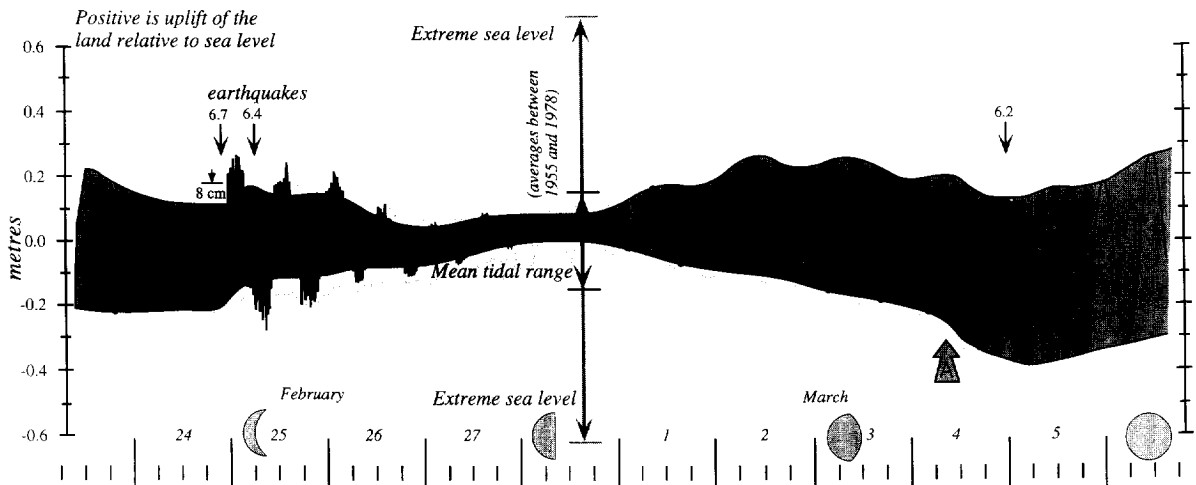 Positive is uplift of the
land relative to sea level
Extreme sea level
0.6
0.4
earthquakes
6.7
6.4
6.2
(averages between
1955 and 1978)
0.2
8 cm
metres
0.0
Mean tidal range
-0.2
-0.4
A
February
Extreme sea level
March
-0.6
24
25
26
27
1
2
3
4
5